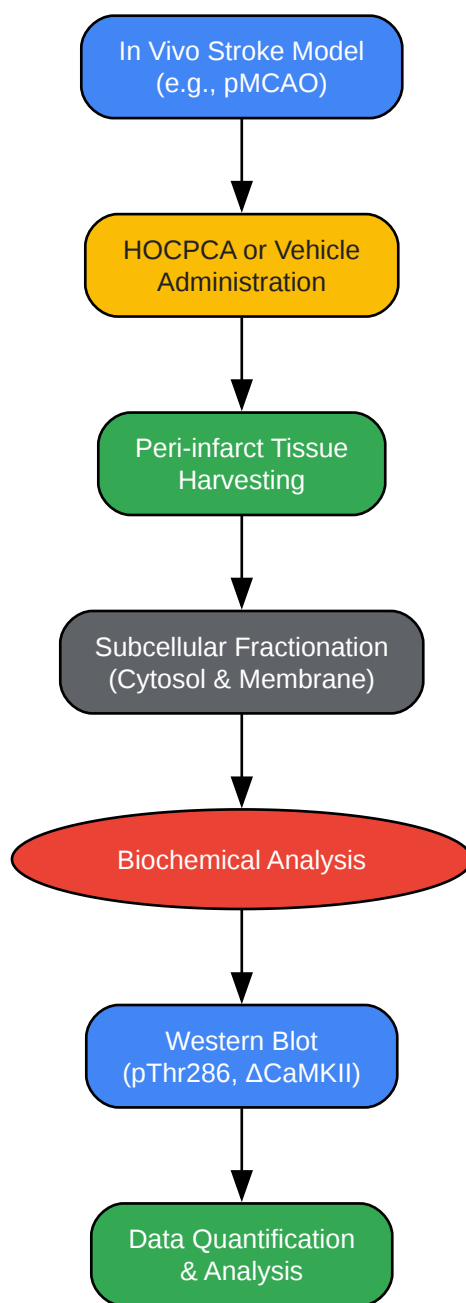 In Vivo Stroke Model
(e.g., pMCAO)
HOCPCA or Vehicle
Administration
Peri-infarct Tissue
Harvesting
Subcellular Fractionation
(Cytosol & Membrane)
Biochemical Analysis
Western Blot
(pThr286, ΔCaMKII)
Data Quantification
& Analysis